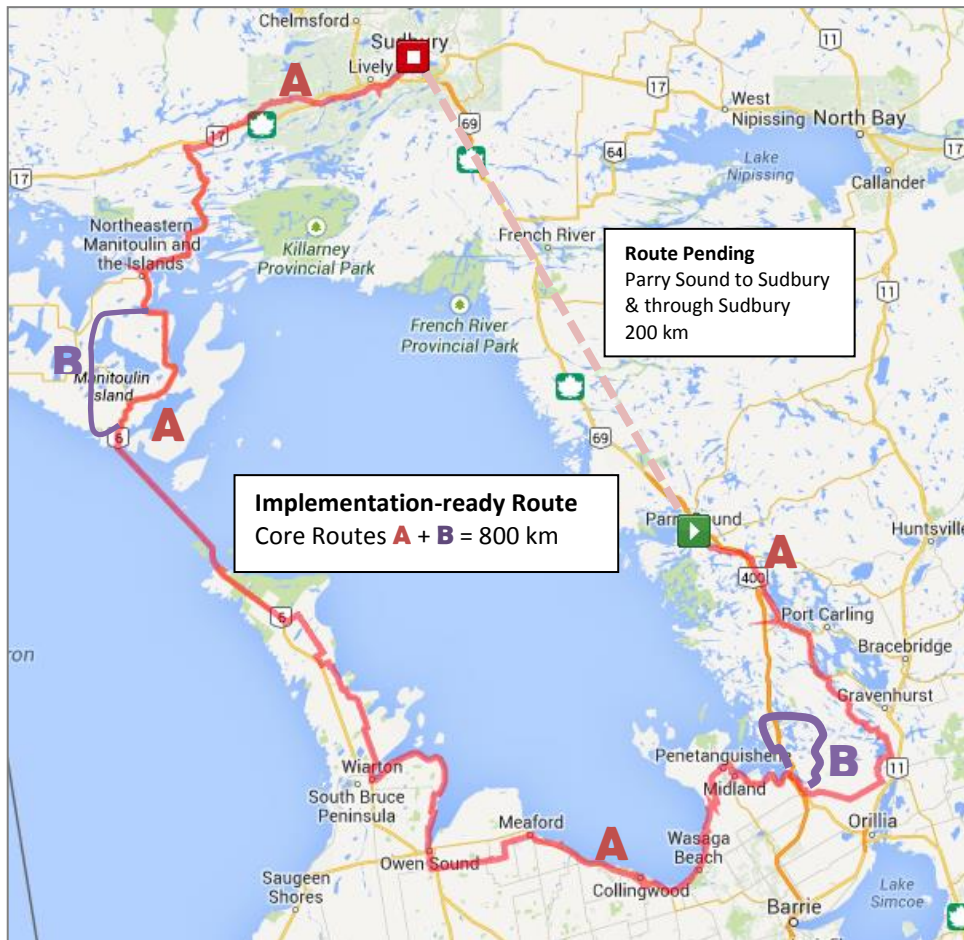 Chelmsford
Sudbury
Lively
A
11
17
West
Nipissing
North Bay
69
17
17
64
Lake
Nipissing
17
Callander
Northeastern
Manitoulin and
the Islands
Killarney
Provincial Park
French River
Route Pending
Parry Sound to Sudbury
& through Sudbury
200 km
11
French River
Provincial Park
B
Manitoulin
Island
A
6
69
Implementation-ready Route
Core Routes A + B = 800 km
Parry Sound
Huntsville
A
400
6
Port Carling
Bracebridge
ron
Gravenhurst
Penetanguishene
B
11
Wiarton
Midland
South Bruce
Peninsula
Meaford
Orillia
A
Wasaga
Beach
Owen Sound
Collingwood
Saugeen
Shores
Lake
Simcoe
Barrie